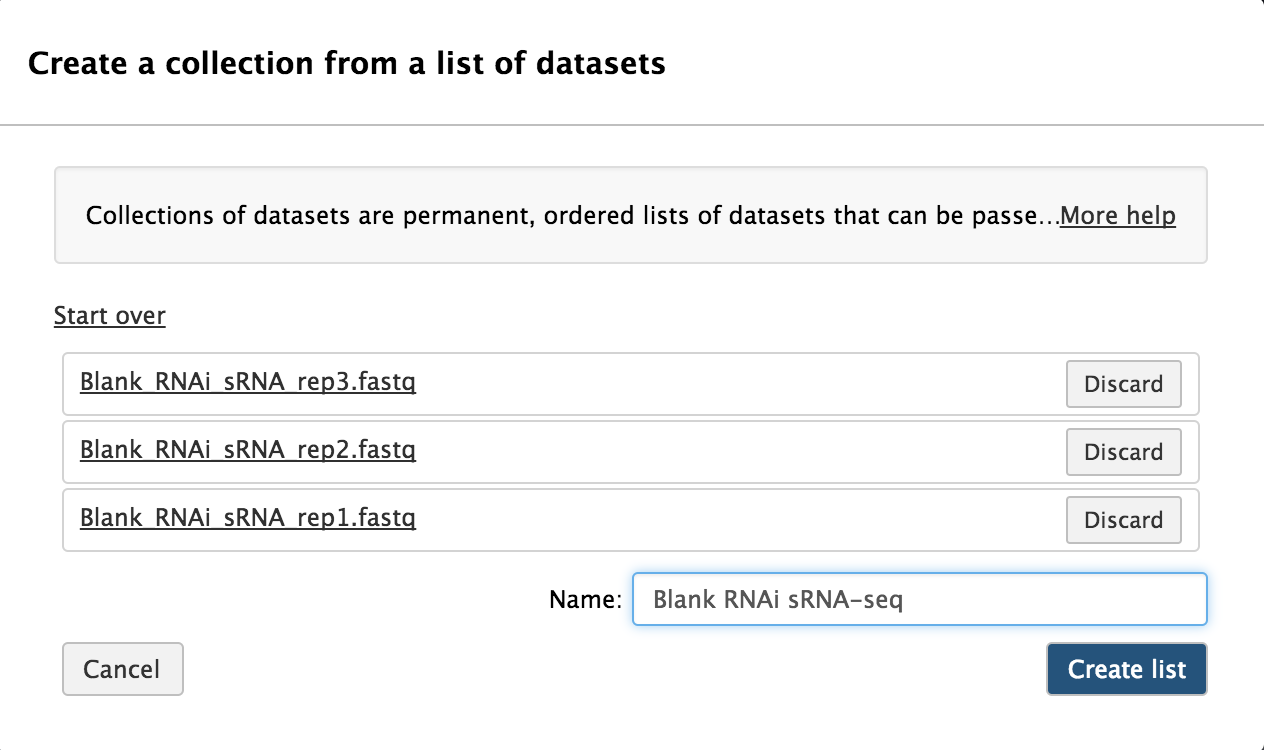 Create a collection from a list of datasets
Collections of datasets are permanent, ordered lists of datasets that can be passe...More help
Start over
Blank_RNAi_sRNA_rep3.fastq Discard
Blank_RNAi_sRNA_rep2.fastq Discard
Blank_RNAi_sRNA_rep1.fastq Discard
Name: Blank RNAi sRNA-seq
Cancel Create list